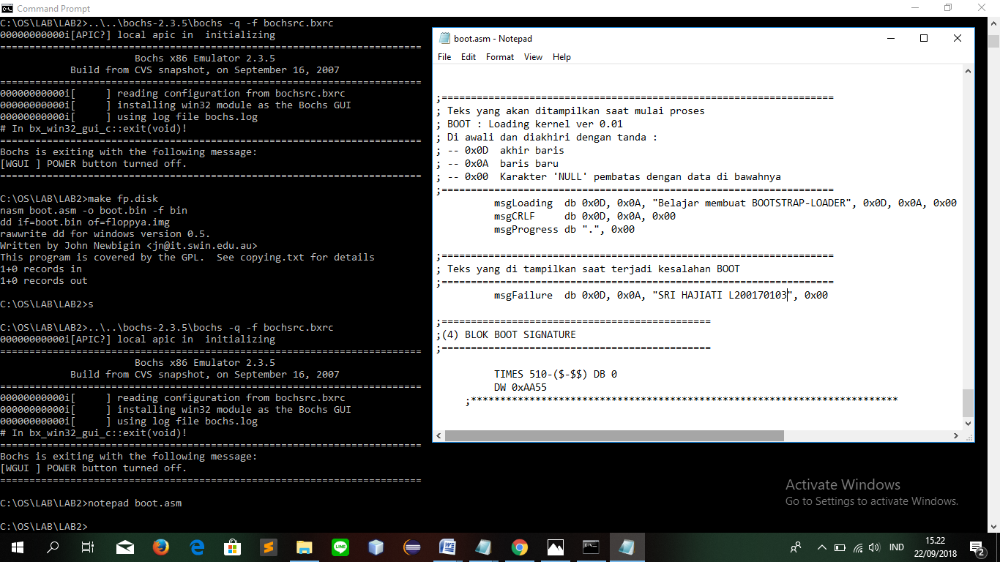 Command Prompt
C:\OS\LAB\LAB2>..\..\bochs-2.3.5\bochs -q -f bochsrc.bxrc
00000000000i[APIC?] local apic in  initializing
========================================================================
Bochs x86 Emulator 2.3.5
Build from CVS snapshot, on September 16, 2007
========================================================================
00000000000i[     ] reading configuration from bochsrc.bxrc
00000000000i[     ] installing win32 module as the Bochs GUI
00000000000i[     ] using log file bochs.log
# In bx_win32_gui_c::exit(void)!
========================================================================
Bochs is exiting with the following message:
[WGUI ] POWER button turned off.
========================================================================
C:\OS\LAB\LAB2>make fp.disk
nasm boot.asm -o boot.bin -f bin
dd if=boot.bin of=floppya.img
rawwrite dd for windows version 0.5.
Written by John Newbigin <jn@it.swin.edu.au>
This program is covered by the GPL.  See copying.txt for details
1+0 records in
1+0 records out
C:\OS\LAB\LAB2>s
C:\OS\LAB\LAB2>..\..\bochs-2.3.5\bochs -q -f bochsrc.bxrc
00000000000i[APIC?] local apic in  initializing
========================================================================
Bochs x86 Emulator 2.3.5
Build from CVS snapshot, on September 16, 2007
========================================================================
00000000000i[     ] reading configuration from bochsrc.bxrc
00000000000i[     ] installing win32 module as the Bochs GUI
00000000000i[     ] using log file bochs.log
# In bx_win32_gui_c::exit(void)!
========================================================================
Bochs is exiting with the following message:
[WGUI ] POWER button turned off.
========================================================================
C:\OS\LAB\LAB2>notepad boot.asm
C:\OS\LAB\LAB2>
boot.asm - Notepad
File Edit Format View Help
;===================================================================
; Teks yang akan ditampilkan saat mulai proses
; BOOT : Loading kernel ver 0.01
; Di awali dan diakhiri dengan tanda :
; -- 0x0D  akhir baris
; -- 0x0A  baris baru
; -- 0x00  Karakter 'NULL' pembatas dengan data di bawahnya
;===================================================================
msgLoading  db 0x0D, 0x0A, "Belajar membuat BOOTSTRAP-LOADER", 0x0D, 0x0A, 0x00
msgCRLF     db 0x0D, 0x0A, 0x00
msgProgress db ".", 0x00
;===================================================================
; Teks yang di tampilkan saat terjadi kesalahan BOOT
;===================================================================
msgFailure  db 0x0D, 0x0A, "SRI HAJIATI L200170103", 0x00
;==============================================
;(4) BLOK BOOT SIGNATURE
;==============================================
TIMES 510-($-$$) DB 0
DW 0xAA55
;*************************************************************************
Activate Windows
Go to Settings to activate Windows.
LINE
IND
15.22
22/09/2018
2